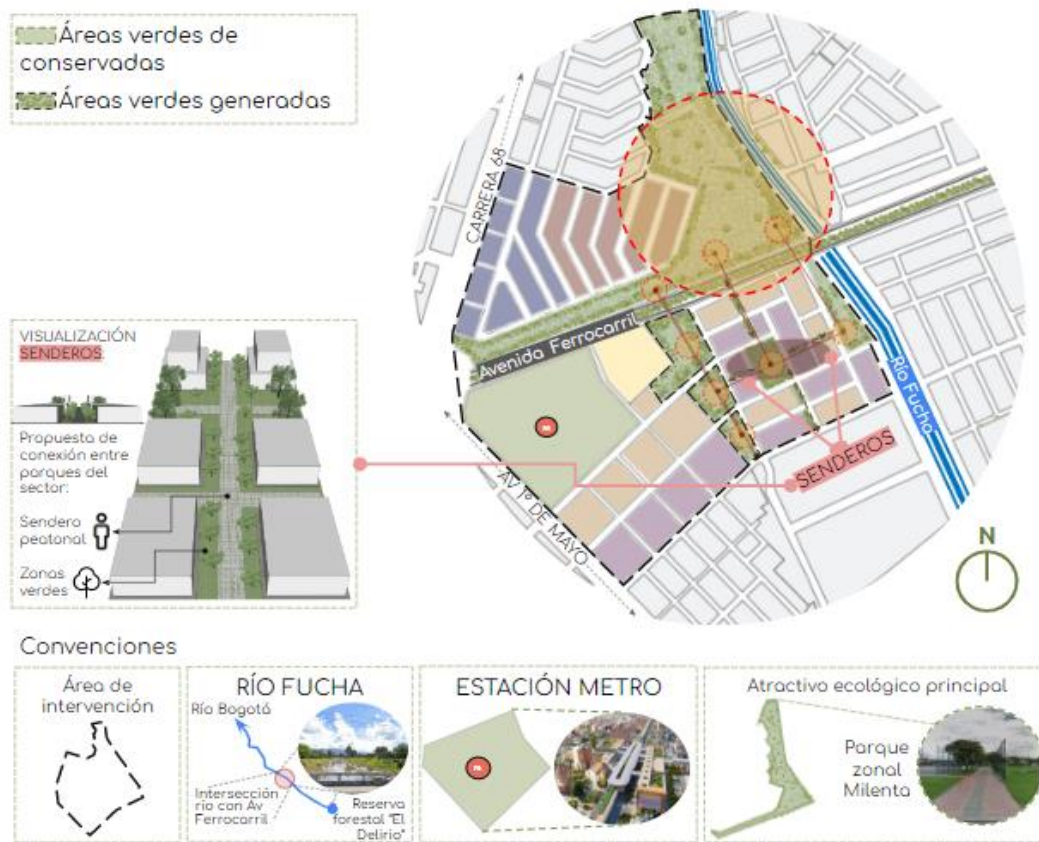 Áreas verdes de
conservadas
Áreas verdes generadas
CARRERA 68
Avenida Ferrocarril
Río Fucha
AV 1º DE MAYO
SENDEROS
N
VISUALIZACIÓN
SENDEROS:
Propuesta de
conexión entre
parques del
sector:
Sendero
peatonal
Zonas
verdes
Convenciones
Área de
intervención
RÍO FUCHA
Río Bogotá
Intersección
río con Av
Ferrocarril
Reserva
forestal "El
Delirio"
ESTACIÓN METRO
Atractivo ecológico principal
Parque
zonal
Milenta